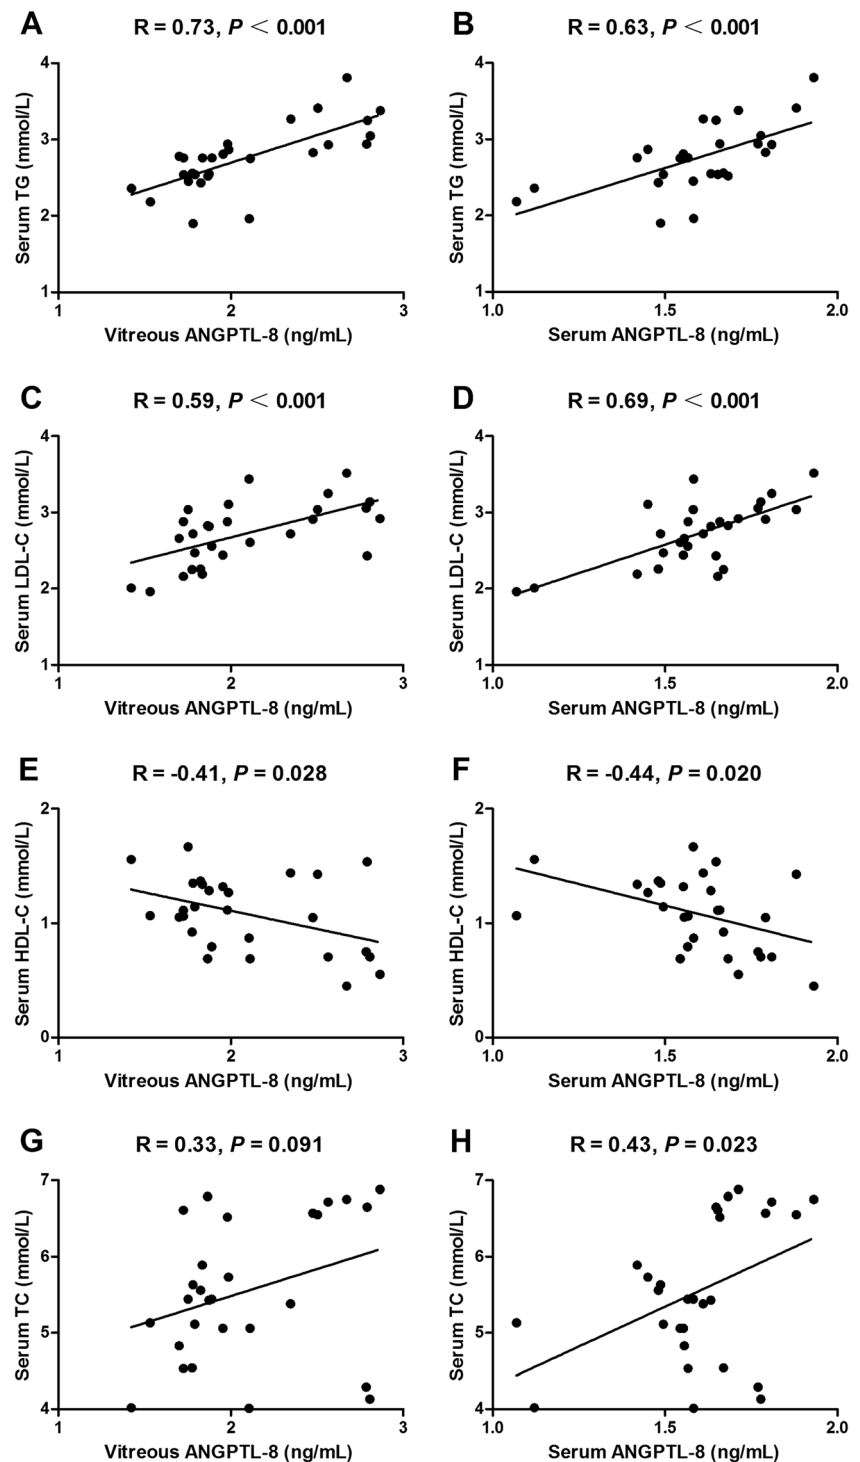 A
R = 0.73, P < 0.001
Serum TG (mmol/L)
4
3
2
1
1
2
3
Vitreous ANGPTL-8 (ng/mL)
B
R = 0.63, P < 0.001
Serum TG (mmol/L)
4
3
2
1
1.0
1.5
2.0
Serum ANGPTL-8 (ng/mL)
C
R = 0.59, P < 0.001
Serum LDL-C (mmol/L)
4
3
2
1
1
2
3
Vitreous ANGPTL-8 (ng/mL)
D
R = 0.69, P < 0.001
Serum LDL-C (mmol/L)
4
3
2
1
1.0
1.5
2.0
Serum ANGPTL-8 (ng/mL)
E
R = -0.41, P = 0.028
Serum HDL-C (mmol/L)
2
1
0
1
2
3
Vitreous ANGPTL-8 (ng/mL)
F
R = -0.44, P = 0.020
Serum HDL-C (mmol/L)
2
1
0
1.0
1.5
2.0
Serum ANGPTL-8 (ng/mL)
G
R = 0.33, P = 0.091
Serum TC (mmol/L)
7
6
5
4
1
2
3
Vitreous ANGPTL-8 (ng/mL)
H
R = 0.43, P = 0.023
Serum TC (mmol/L)
7
6
5
4
1.0
1.5
2.0
Serum ANGPTL-8 (ng/mL)